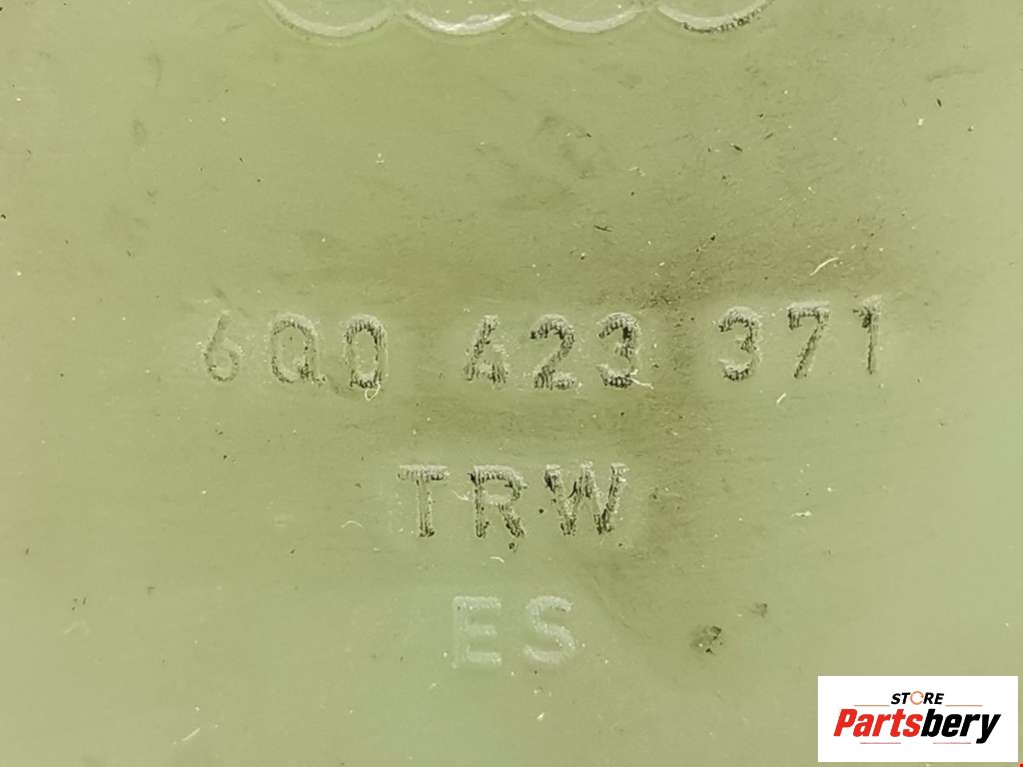 6Q0 423 371
TRW
ES
STORE
Partsbery